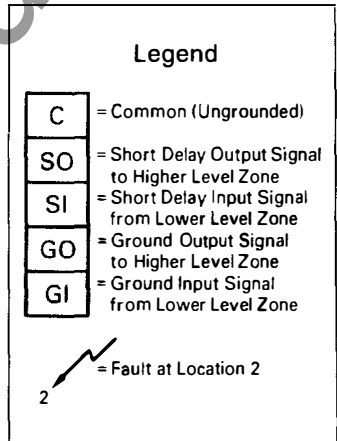 Legend
C = Common (Ungrounded)
SO = Short Delay Output Signal
to Higher Level Zone
SI = Short Delay Input Signal
from Lower Level Zone
GO = Ground Output Signal
to Higher Level Zone
GI = Ground Input Signal
from Lower Level Zone
= Fault at Location 2
2